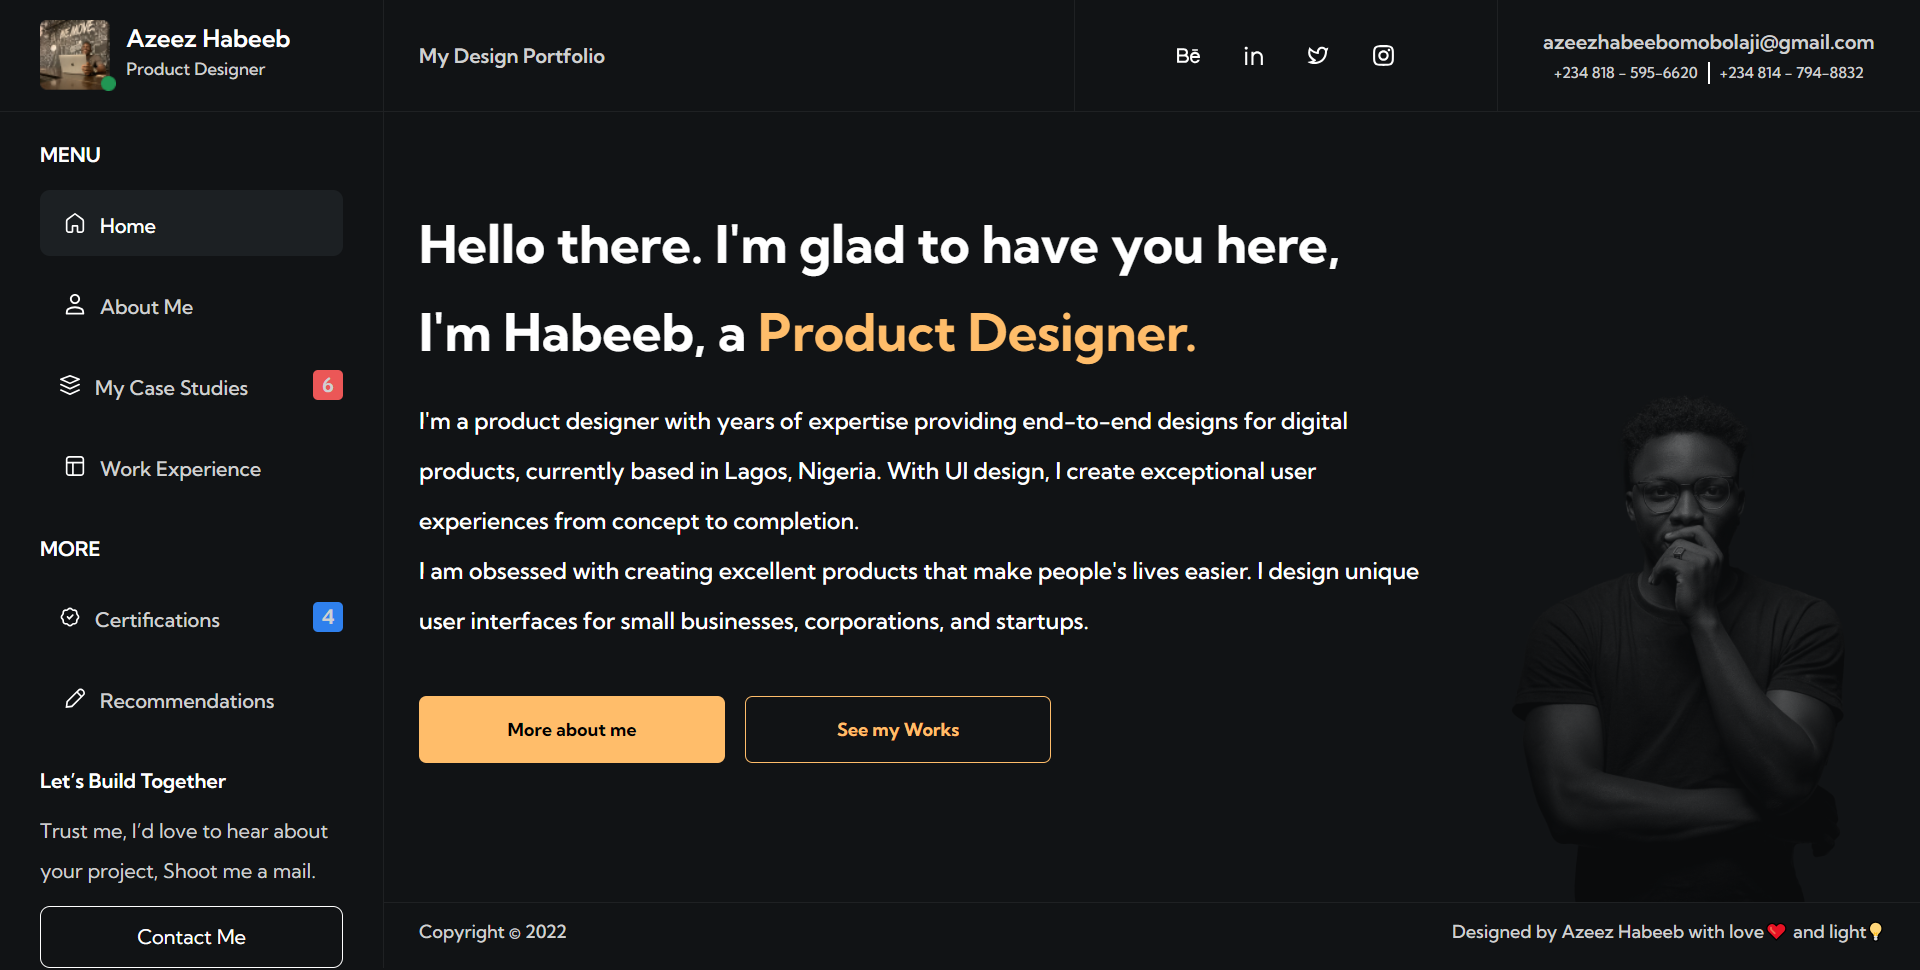 Azeez Habeeb
Product Designer
My Design Portfolio
Bē
in
azeezhabeebomobolaji@gmail.com
+234 818 - 595-6620 | +234 814 - 794-8832
MENU
Home
About Me
My Case Studies 6
Work Experience
MORE
Certifications 4
Recommendations
Let’s Build Together
Trust me, I’d love to hear about
your project, Shoot me a mail.
Contact Me
Hello there. I'm glad to have you here,
I'm Habeeb, a Product Designer.
I'm a product designer with years of expertise providing end-to-end designs for digital
products, currently based in Lagos, Nigeria. With UI design, I create exceptional user
experiences from concept to completion.
I am obsessed with creating excellent products that make people's lives easier. I design unique
user interfaces for small businesses, corporations, and startups.
More about me
See my Works
Copyright © 2022
Designed by Azeez Habeeb with love❤️ and light💡